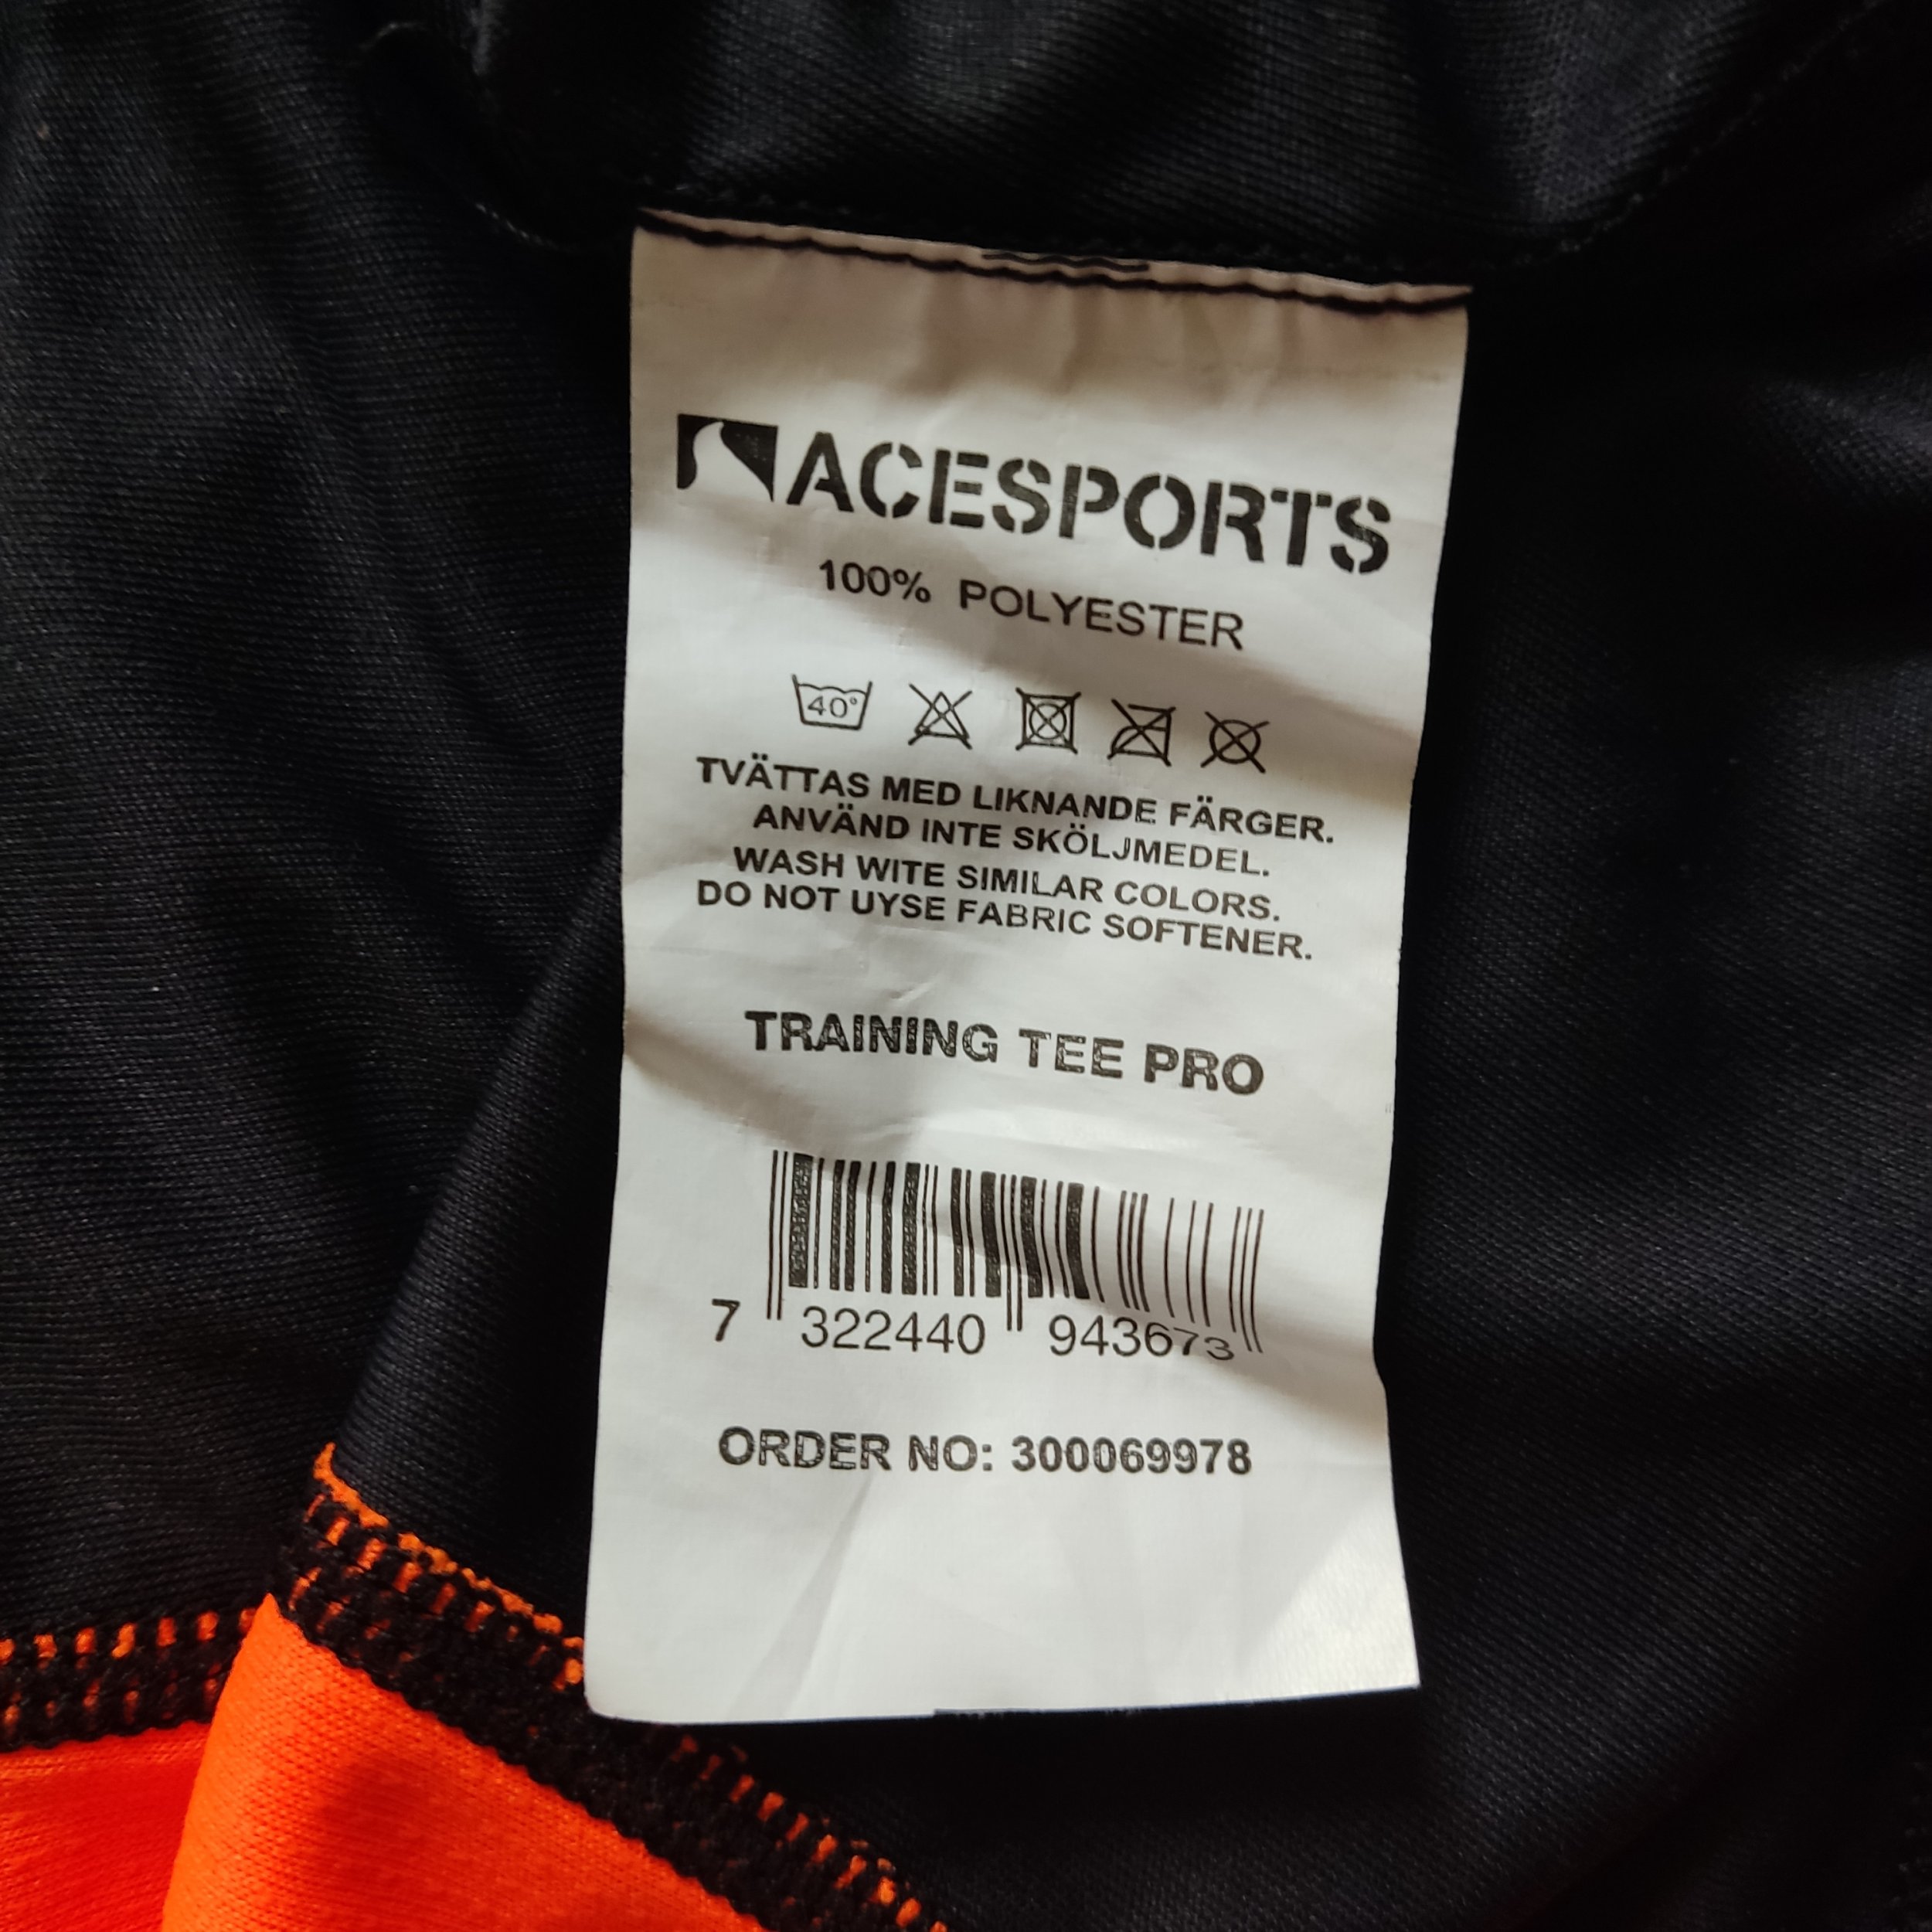 ACESPORTS
100% POLYESTER
40°
TVÄTTAS MED LIKNANDE FÄRGER.
ANVÄND INTE SKÖLJMEDEL.
WASH WITE SIMILAR COLORS.
DO NOT UYSE FABRIC SOFTENER.
TRAINING TEE PRO
7 322440 943673
ORDER NO: 300069978